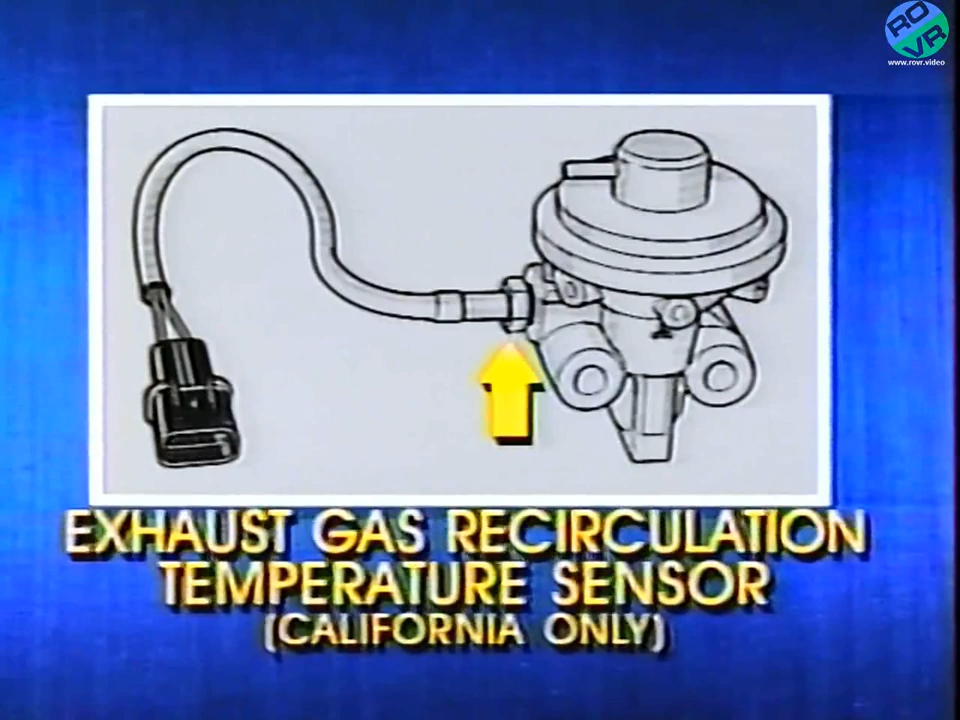 RO
VR
www.rovr.video
EXHAUST GAS RECIRCULATION
TEMPERATURE SENSOR
(CALIFORNIA ONLY)